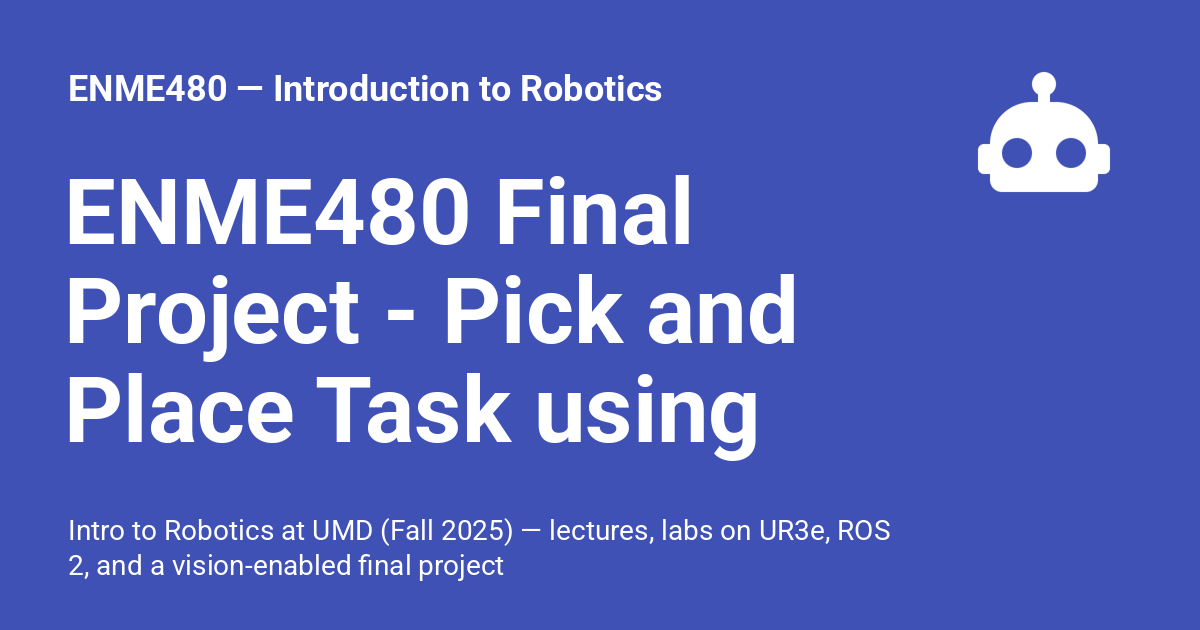 ENME480 — Introduction to Robotics
ENME480 Final
Project - Pick and
Place Task using
Intro to Robotics at UMD (Fall 2025) — lectures, labs on UR3e, ROS
2, and a vision-enabled final project